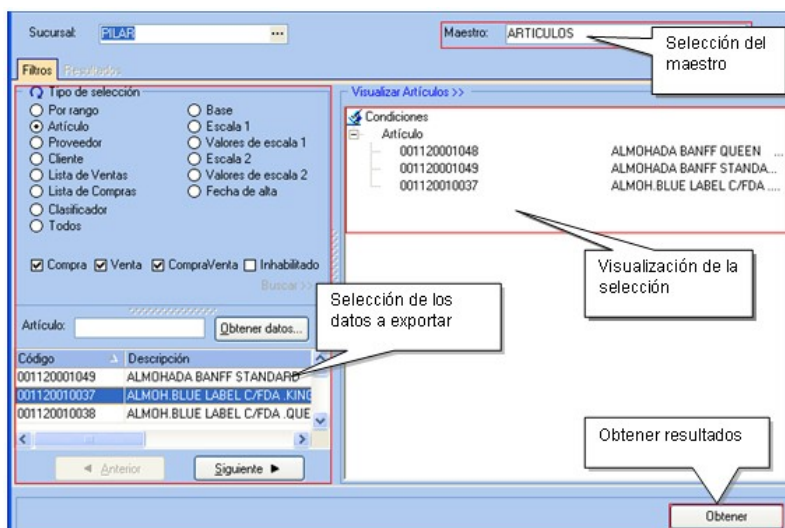 Sucursal: PILAR ...
Maestro: ARTICULOS
Selección del
maestro
Filtros Resultados
Tipo de selección
Por rango
Artículo
Proveedor
Cliente
Lista de Ventas
Lista de Compras
Clasificador
Todos
Base
Escala 1
Valores de escala 1
Escala 2
Valores de escala 2
Fecha de alta
Compra Venta CompraVenta Inhabilitado
Buscar >>
Artículo: Obtener datos...
Selección de los
datos a exportar
Código Descripción
001120001049 ALMOHADA BANFF STANDARD
001120010037 ALMOH.BLUE LABEL C/FDA .KING
001120010038 ALMOH.BLUE LABEL C/FDA .QUE
Anterior Siguiente
Visualizar Artículos >>
Condiciones
Artículo
001120001048 ALMOHADA BANFF QUEEN ...
001120001049 ALMOHADA BANFF STANDA...
001120010037 ALMOH.BLUE LABEL C/FDA ....
Visualización de la
selección
Obtener resultados
Obtener